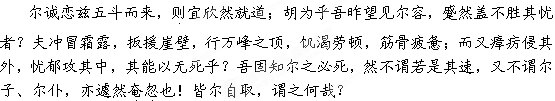 尔诚恋兹五斗而来，则宜欣然就道；胡为乎吾昨望见尔容，蹙然盖不胜其忧
者？夫冲冒霜露，扳援崖壁，行万峰之顶，饥渴劳顿，筋骨疲惫；而又瘴疠侵其
外，忧郁攻其中，其能以无死乎？吾固知尔之必死，然不谓若是其速，又不谓尔
子、尔仆，亦遽然奄忽也！皆尔自取，谓之何哉？